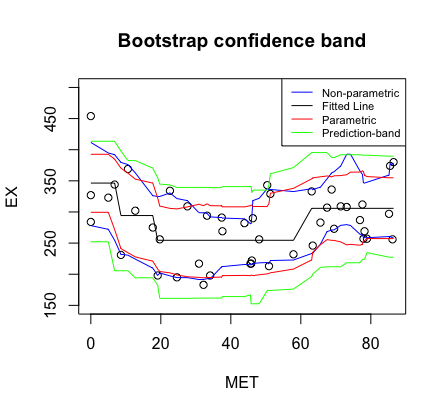 Bootstrap confidence band
Non-parametric
Fitted Line
Parametric
Prediction-band
EX
450
350
250
150
0
20
40
60
80
MET